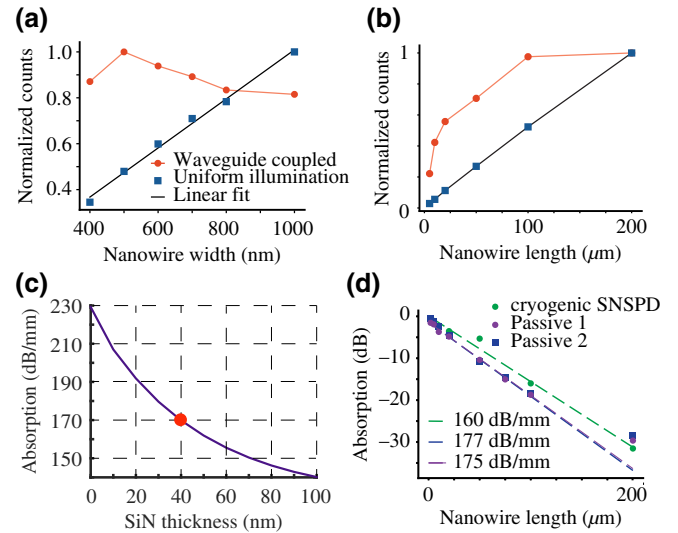 (a)
Normalized counts
1.0
0.8
0.6
0.4
Waveguide coupled
Uniform illumination
Linear fit
400 600 800 1000
Nanowire width (nm)
(b)
Normalized counts
1
0
0 100 200
Nanowire length (μm)
(c)
Absorption (dB/mm)
230
210
190
170
150
0 20 40 60 80 100
SiN thickness (nm)
(d)
Absorption (dB)
0
−10
−20
−30
cryogenic SNSPD
Passive 1
Passive 2
160 dB/mm
177 dB/mm
175 dB/mm
0 50 100 200
Nanowire length (μm)